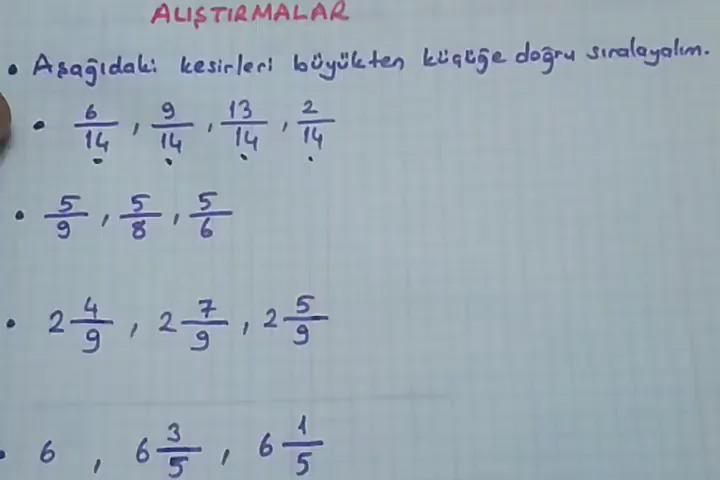 ALIŞTIRMALAR
• Aşağıdaki kesirleri büyükten küçüğe doğru sıralayalım.
• 6/14, 9/14, 13/14, 2/14
• 5/9, 5/8, 5/6
• 2 4/9, 2 7/9, 2 5/9
• 6, 6 3/5, 6 1/5